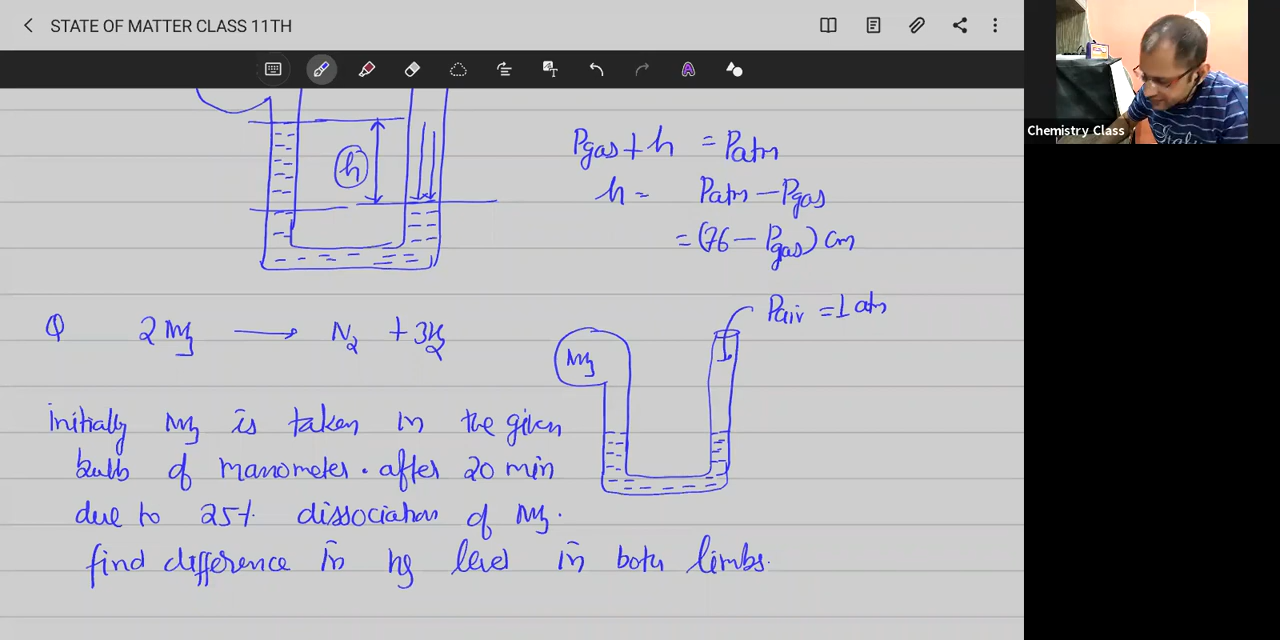 STATE OF MATTER CLASS 11TH
Chemistry Class
h
Pgas + h = Patm
h = Patm - Pgas
= (76 - Pgas) cm
Q 2NH3 → N2 + 3H2
NH3
Pair = 1 atm
initially NH3 is taken in the given
bulb of manometer. after 20 min
due to 25% dissociation of NH3.
find difference in hg level in both limbs.